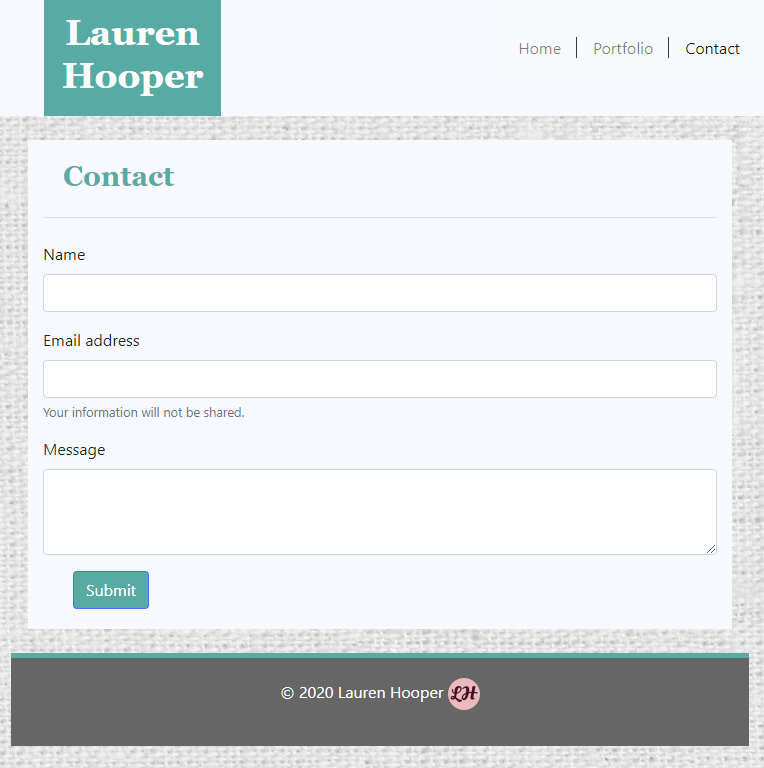 Lauren
Hooper
Home
Portfolio
Contact
Contact
Name
Email address
Your information will not be shared.
Message
Submit
© 2020 Lauren Hooper LH